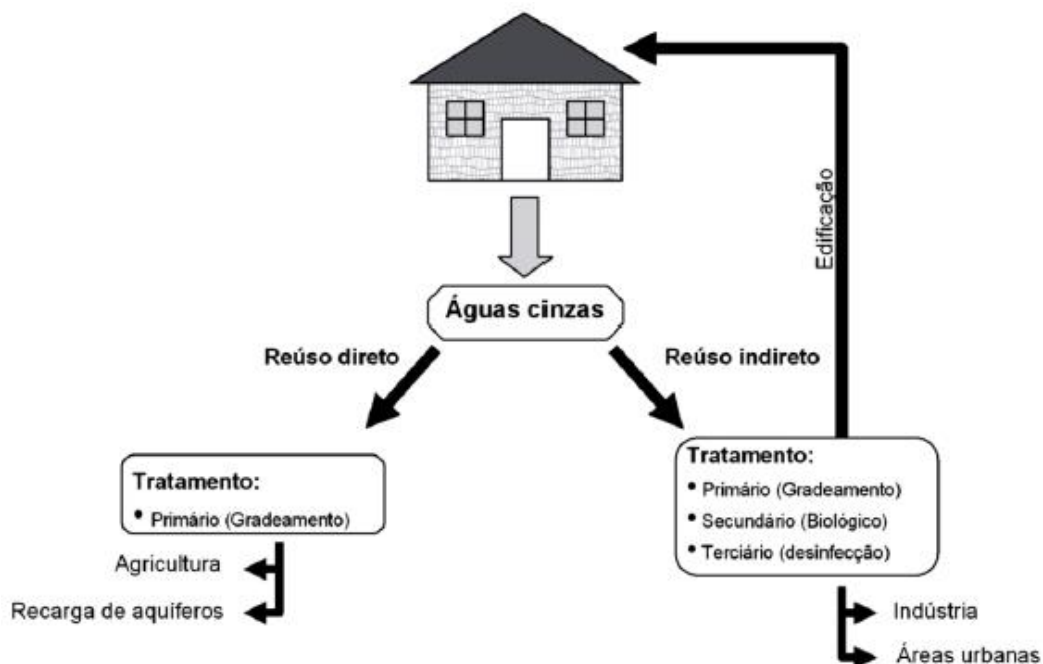 Edificação
Águas cinzas
Reúso direto
Reúso indireto
Tratamento:
• Primário (Gradeamento)
Agricultura
Recarga de aquíferos
Tratamento:
• Primário (Gradeamento)
• Secundário (Biológico)
• Terciário (desinfecção)
Indústria
Áreas urbanas